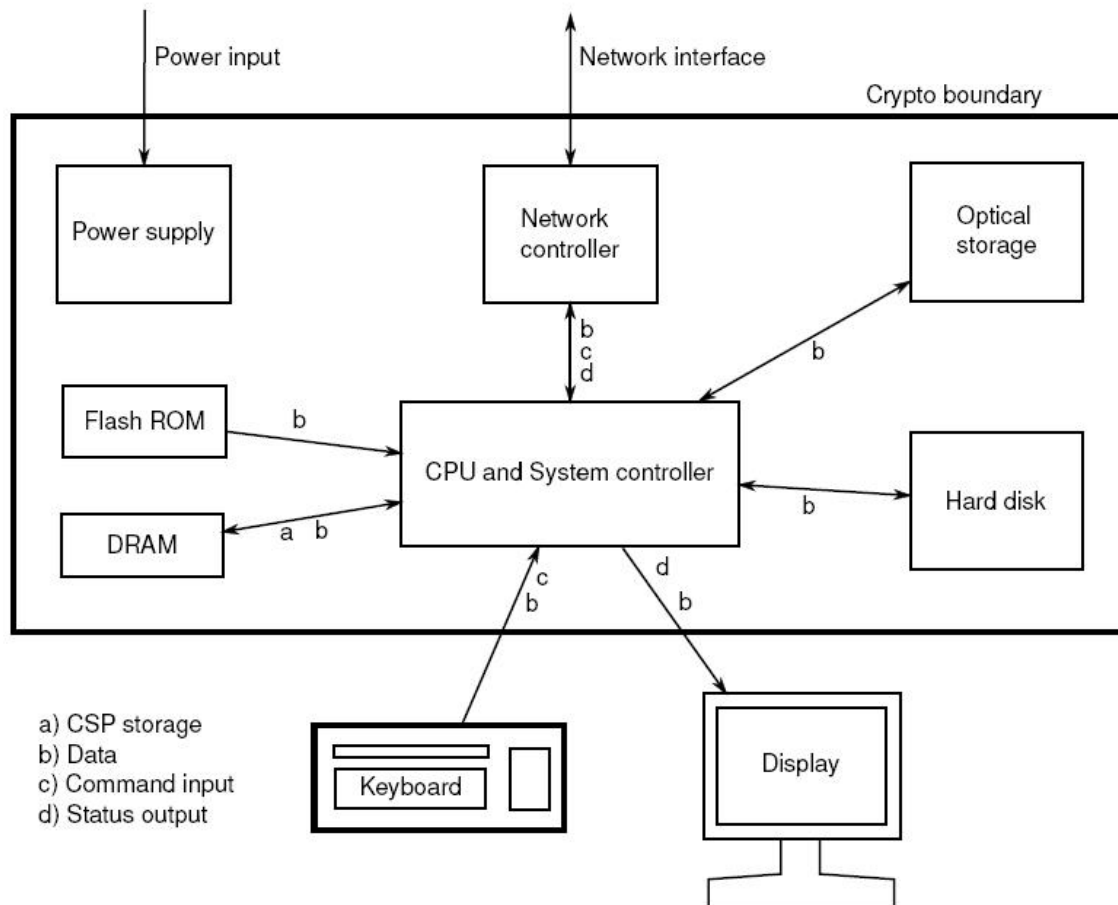 Power input
Network interface
Crypto boundary
Power supply
Network
controller
Optical
storage
b
c
d
b
Flash ROM
b
CPU and System controller
b
Hard disk
DRAM
a b
c
b
d
b
a) CSP storage
b) Data
c) Command input
d) Status output
Keyboard
Display